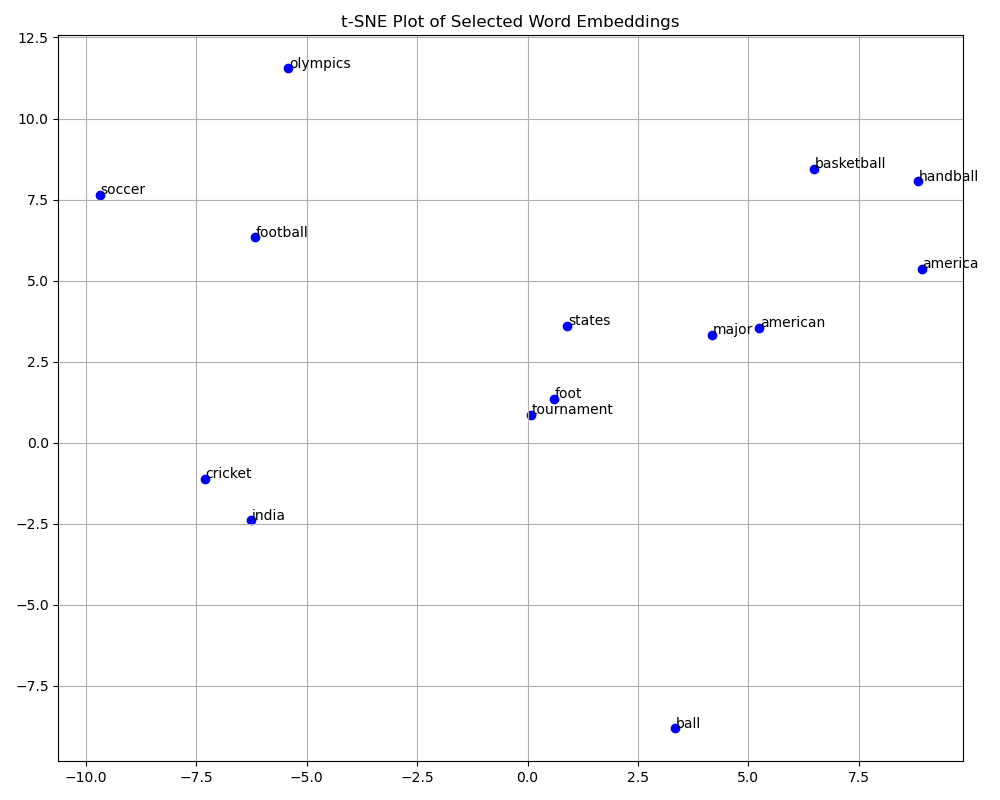 t-SNE Plot of Selected Word Embeddings
12.5
olympics
10.0
basketball
handball
soccer
7.5
football
america
5.0
states
american
major
2.5
foot
tournament
0.0
cricket
india
−2.5
−5.0
−7.5
ball
−10.0 −7.5 −5.0 −2.5 0.0 2.5 5.0 7.5